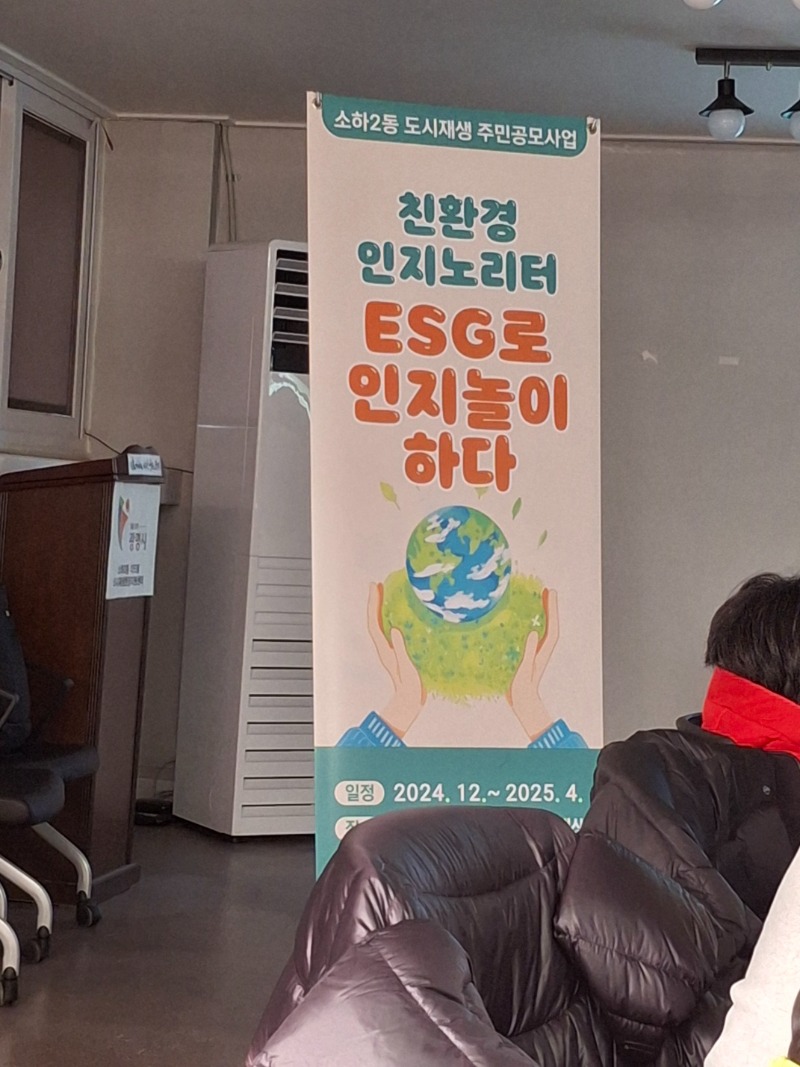 소하2동 도시재생 주민공모사업
친환경
인지노리터
ESG로
인지놀이
하다
일정 2024. 12.~ 2025. 4.
광명시